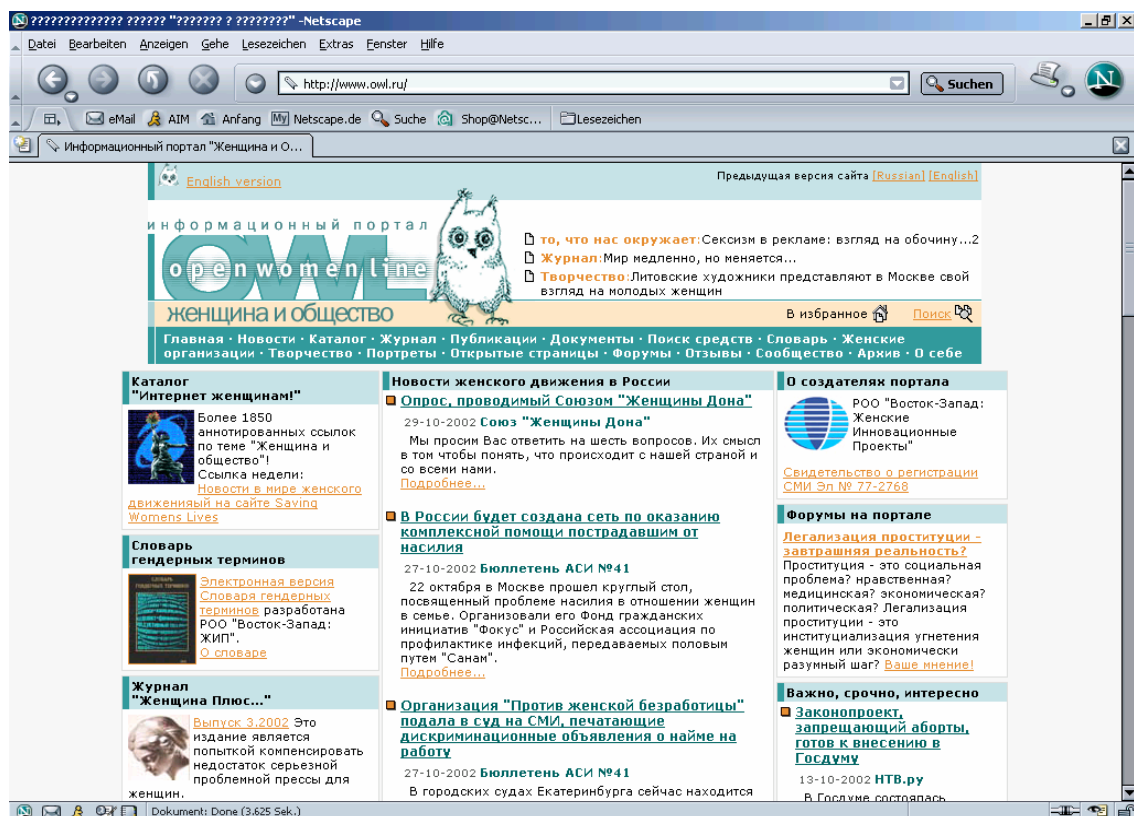 ?????????????? ?????? "??????? ? ????????" -Netscape
Datei Bearbeiten Anzeigen Gehe Lesezeichen Extras Fenster Hilfe
http://www.owl.ru/
Suchen
eMail AIM Anfang Netscape.de Suche Shop@Netsc... Lesezeichen
Информационный портал "Женщина и О...
English version
Предыдущая версия сайта [Russian] [English]
информационный портал
OWL
openwomenline
женщина и общество
то, что нас окружает:Сексизм в рекламе: взгляд на обочину...2
Журнал:Мир медленно, но меняется...
Творчество:Литовские художники представляют в Москве свой
взгляд на молодых женщин
В избранное Поиск
Главная · Новости · Каталог · Журнал · Публикации · Документы · Поиск средств · Словарь · Женские
организации · Творчество · Портреты · Открытые страницы · Форумы · Отзывы · Сообщество · Архив · О себе
Каталог
"Интернет женщинам!"
Более 1850
аннотированных ссылок
по теме "Женщина и
общество"!
Ссылка недели:
Новости в мире женского
движенияый на сайте Saving
Womens Lives
Словарь
гендерных терминов
Электронная версия
Словаря гендерных
терминов разработана
РОО "Восток-Запад:
ЖИП".
О словаре
Журнал
"Женщина Плюс..."
Выпуск 3.2002 Это
издание является
попыткой компенсировать
недостаток серьезной
проблемной прессы для
женщин.
Новости женского движения в России
Опрос, проводимый Союзом "Женщины Дона"
29-10-2002 Союз "Женщины Дона"
Мы просим Вас ответить на шесть вопросов. Их смысл
в том чтобы понять, что происходит с нашей страной и
со всеми нами.
Подробнее...
В России будет создана сеть по оказанию
комплексной помощи пострадавшим от
насилия
27-10-2002 Бюллетень АСИ №41
22 октября в Москве прошел круглый стол,
посвященный проблеме насилия в отношении женщин
в семье. Организовали его Фонд гражданских
инициатив "Фокус" и Российская ассоциация по
профилактике инфекций, передаваемых половым
путем "Санам".
Подробнее...
Организация "Против женской безработицы"
подала в суд на СМИ, печатающие
дискриминационные объявления о найме на
работу
27-10-2002 Бюллетень АСИ №41
В городских судах Екатеринбурга сейчас находится
О создателях портала
РОО "Восток-Запад:
Женские
Инновационные
Проекты"
Свидетельство о регистрации
СМИ Эл № 77-2768
Форумы на портале
Легализация проституции -
завтрашняя реальность?
Проституция - это социальная
проблема? нравственная?
медицинская? экономическая?
политическая? Легализация
проституции - это
институциализация угнетения
женщин или экономически
разумный шаг? Ваше мнение!
Важно, срочно, интересно
Законопроект,
запрещающий аборты,
готов к внесению в
Госдуму
13-10-2002 НТВ.ру
В Госдуме состоялась
Dokument: Done (3.625 Sek.)